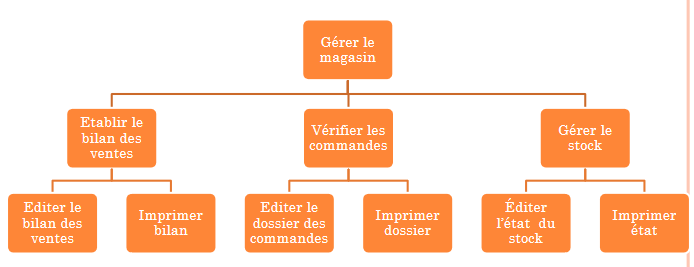 Gérer le
magasin
Etablir le
bilan des
ventes
Vérifier les
commandes
Gérer le
stock
Editer le
bilan des
ventes
Imprimer
bilan
Editer le
dossier des
commandes
Imprimer
dossier
Éditer
l'état du
stock
Imprimer
état